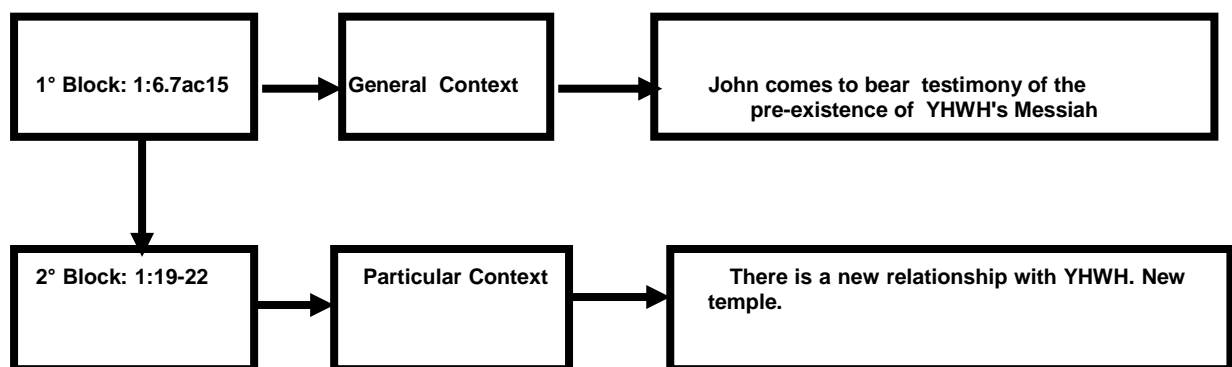 1° Block: 1:6.7ac15
General Context
John comes to bear testimony of the
pre-existence of YHWH's Messiah
2° Block: 1:19-22
Particular Context
There is a new relationship with YHWH. New
temple.